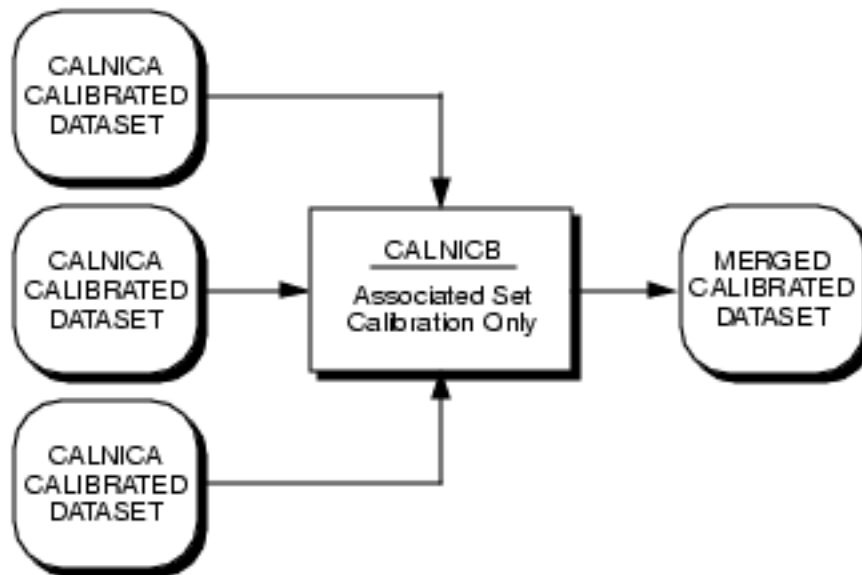 CALNICA
CALIBRATED
DATASET
CALNICA
CALIBRATED
DATASET
CALNICA
CALIBRATED
DATASET
CALNICB
Associated Set
Calibration Only
MERGED
CALIBRATED
DATASET